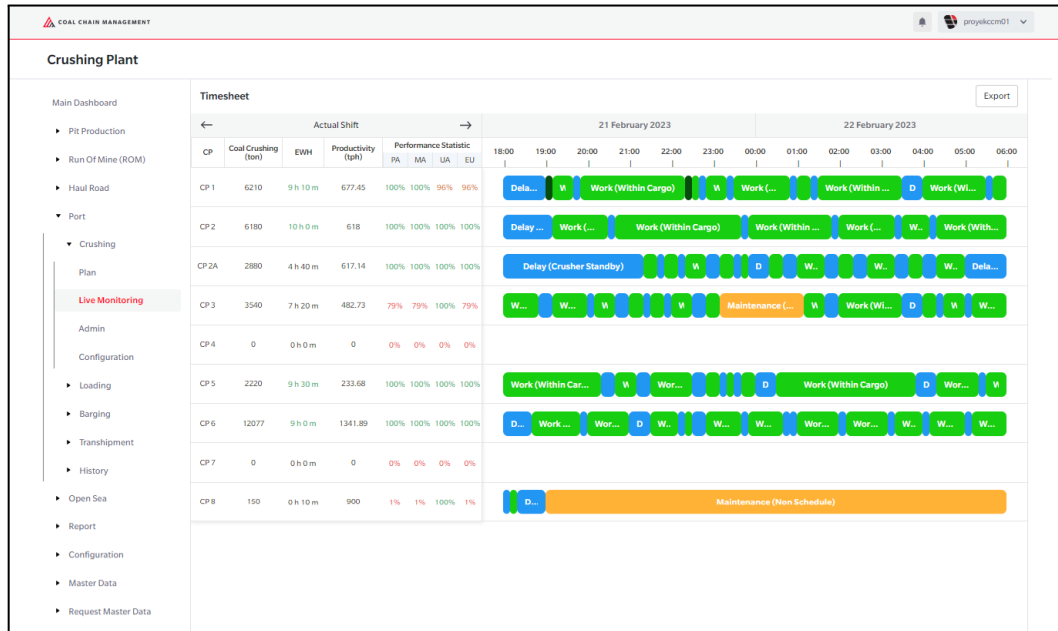 COAL CHAIN MANAGEMENT
proyekccm01
Crushing Plant
Main Dashboard
Pit Production
Run Of Mine (ROM)
Haul Road
Port
Crushing
Plan
Live Monitoring
Admin
Configuration
Loading
Barging
Transhipment
History
Open Sea
Report
Configuration
Master Data
Request Master Data
Timesheet
Export
Actual Shift
21 February 2023
22 February 2023
CP
Coal Crushing (ton)
EWH
Productivity (tph)
Performance Statistic
PA MA UA EU
18:00 19:00 20:00 21:00 22:00 23:00 00:00 01:00 02:00 03:00 04:00 05:00 06:00
CP 1 6210 9 h 10 m 677.45 100% 100% 96% 96%
Dela... W Work (Within Cargo) W Work (... Work (Within ... D Work (Wi...
CP 2 6180 10 h 0 m 618 100% 100% 100% 100%
Delay ... Work (... Work (Within Cargo) Work (Within ... Work (... W.. Work (With...
CP 2A 2880 4 h 40 m 617.14 100% 100% 100% 100%
Delay (Crusher Standby) W D W.. W... W.. Dela...
CP 3 3540 7 h 20 m 482.73 79% 79% 100% 79%
W... W... W W Maintenance (... W Work (Wi... D W W...
CP 4 0 0 h 0 m 0 0% 0% 0% 0%
CP 5 2220 9 h 30 m 233.68 100% 100% 100% 100%
Work (Within Car... W Wor... D Work (Within Cargo) D Wor... W
CP 6 12077 9 h 0 m 1341.89 100% 100% 100% 100%
D... Work ... Wor... D W.. W... W... Wor... Wor... W... W... W...
CP 7 0 0 h 0 m 0 0% 0% 0% 0%
CP 8 150 0 h 10 m 900 1% 1% 100% 1%
D... Maintenance (Non Schedule)